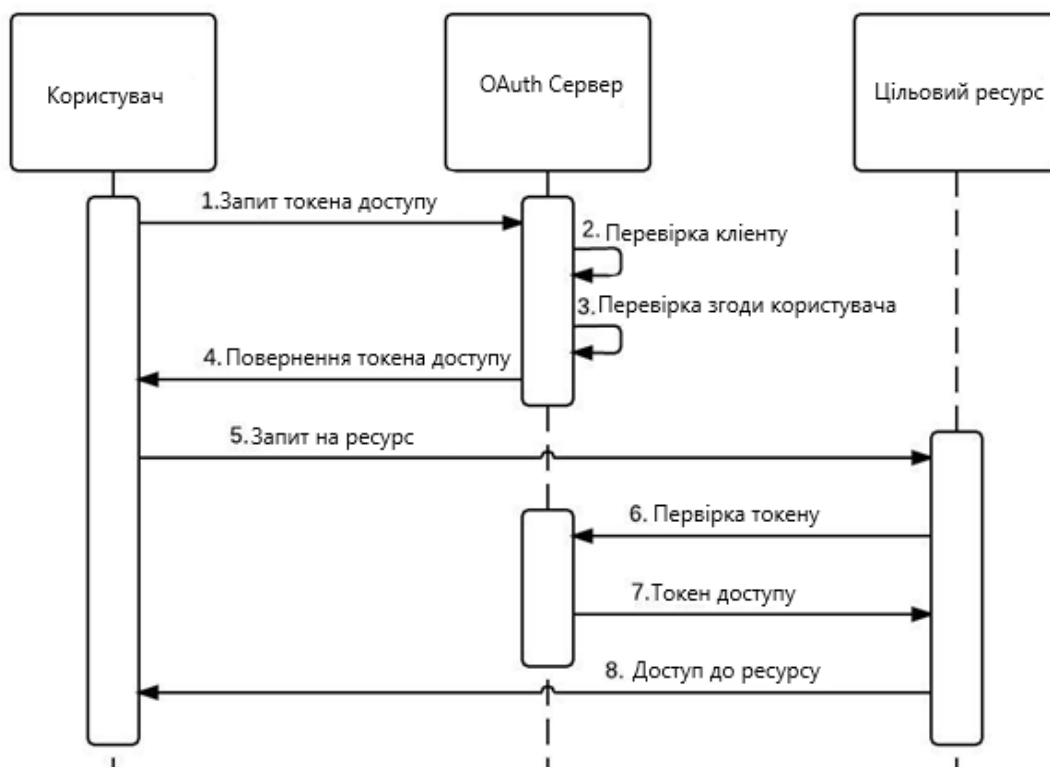 Користувач
OAuth Сервер
Цільовий ресурс
1.Запит токена доступу
2. Перевірка кліенту
3.Перевірка згоди користувача
4.Повернення токена доступу
5.Запит на ресурс
6. Первірка токену
7.Токен доступу
8. Доступ до ресурсу